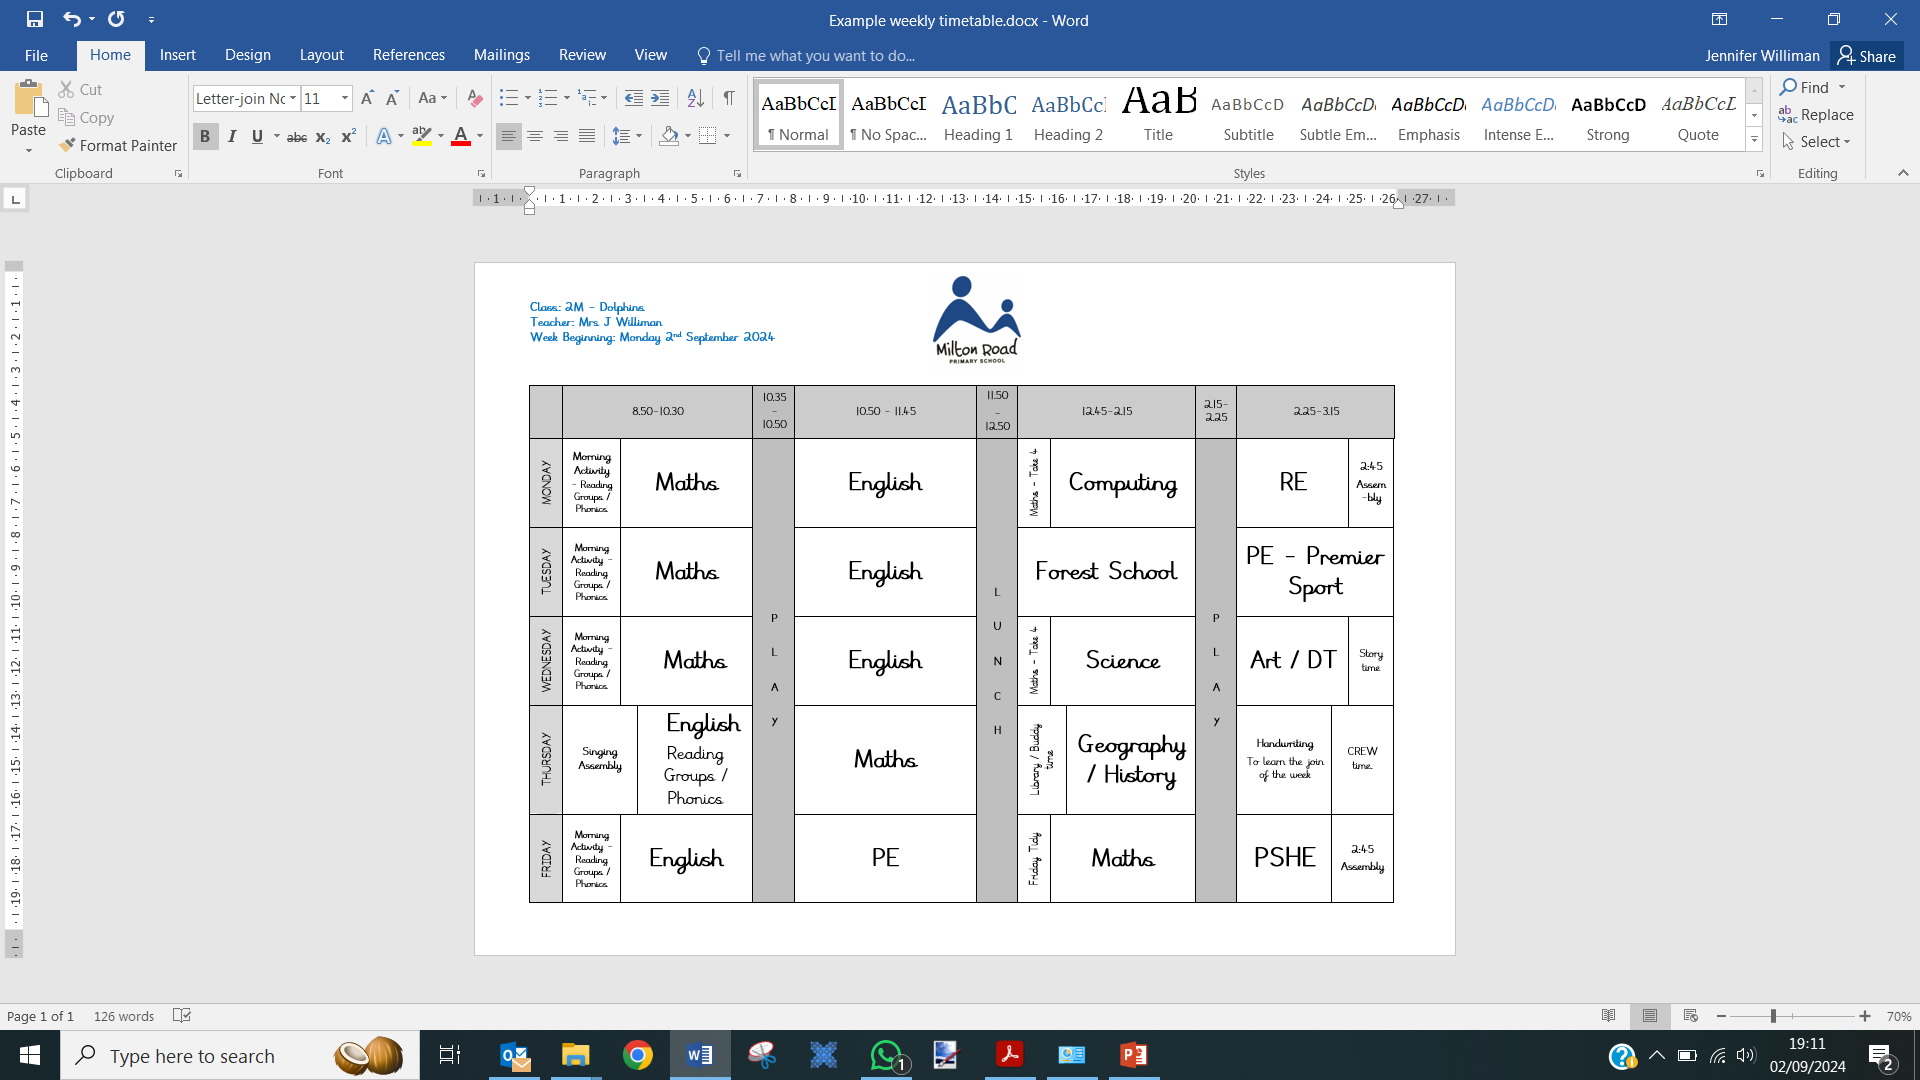 Example weekly timetable.docx - Word
File Home Insert Design Layout References Mailings Review View Tell me what you want to do... Jennifer Williman Share
Paste
Cut
Copy
Format Painter
Clipboard
Letter-join Nc 11
Font
Paragraph
AaBbCcI AaBbCcI AaBbC AaBbCcI AaB AaBbCcD AaBbCcD AaBbCcD AaBbCcD AaBbCcD AaBbCcL
¶ Normal ¶ No Spac... Heading 1 Heading 2 Title Subtitle Subtle Em... Emphasis Intense E... Strong Quote
Styles
Find
Replace
Select
Editing
Class: 2M - Dolphins
Teacher: Mrs J Williman
Week Beginning: Monday 2nd September 2024
Milton Road
PRIMARY SCHOOL
8.50-10.30
10.35
-
10.50
10.50 - 11.45
11.50
-
12.50
12.45-2.15
2.15-
2.25
2.25-3.15
MONDAY
Morning
Activity
- Reading
Groups /
Phonics
Maths
English
Maths - Take 4
Computing
RE
2:45
Assem
-bly
TUESDAY
Morning
Activity -
Reading
Groups /
Phonics
Maths
English
Forest School
PE - Premier
Sport
WEDNESDAY
Morning
Activity -
Reading
Groups /
Phonics
Maths
English
Maths - Take 4
Science
Art / DT
Story
time
THURSDAY
Singing
Assembly
English
Reading
Groups /
Phonics
Maths
Library / Buddy
time
Geography
/ History
Handwriting
To learn the join
of the week
CREW
time.
FRIDAY
Morning
Activity -
Reading
Groups /
Phonics
English
PE
Friday Tidy
Maths
PSHE
2:45
Assembly
P
L
A
y
L
U
N
C
H
P
L
A
y
Page 1 of 1 126 words
70%
Type here to search
1
19:11
02/09/2024
2